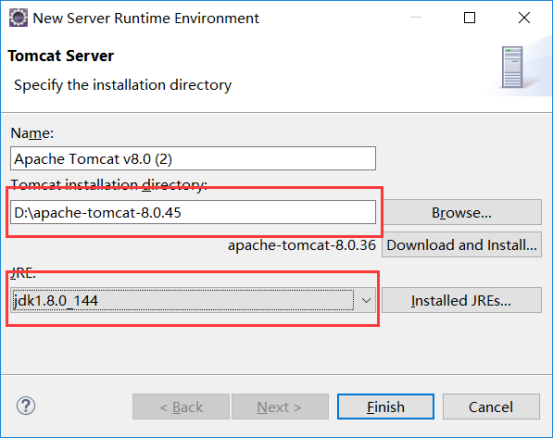 New Server Runtime Environment
Tomcat Server
Specify the installation directory
Name:
Apache Tomcat v8.0 (2)
Tomcat installation directory:
D:\apache-tomcat-8.0.45
Browse...
apache-tomcat-8.0.36
Download and Install...
JRE:
jdk1.8.0_144
Installed JREs...
?
< Back
Next >
Finish
Cancel